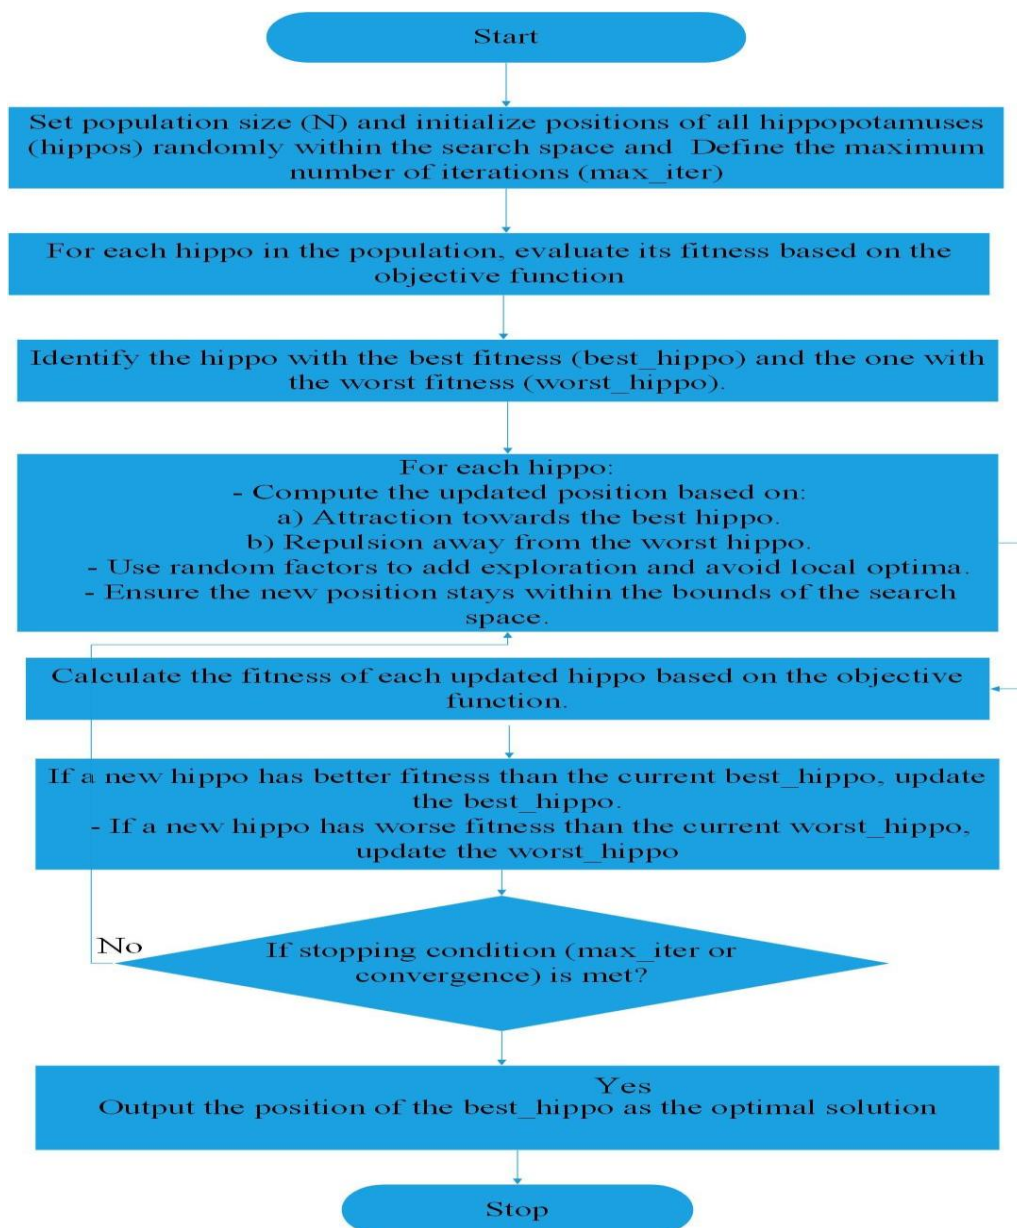 Start
Set population size (N) and initialize positions of all hippopotamuses
(hippos) randomly within the search space and Define the maximum
number of iterations (max_iter)
For each hippo in the population, evaluate its fitness based on the
objective function
Identify the hippo with the best fitness (best_hippo) and the one with
the worst fitness (worst_hippo).
For each hippo:
- Compute the updated position based on:
a) Attraction towards the best hippo.
b) Repulsion away from the worst hippo.
- Use random factors to add exploration and avoid local optima.
- Ensure the new position stays within the bounds of the search
space.
Calculate the fitness of each updated hippo based on the objective
function.
If a new hippo has better fitness than the current best_hippo, update
the best_hippo.
- If a new hippo has worse fitness than the current worst_hippo,
update the worst_hippo
No
If stopping condition (max_iter or
convergence) is met?
Yes
Output the position of the best_hippo as the optimal solution
Stop